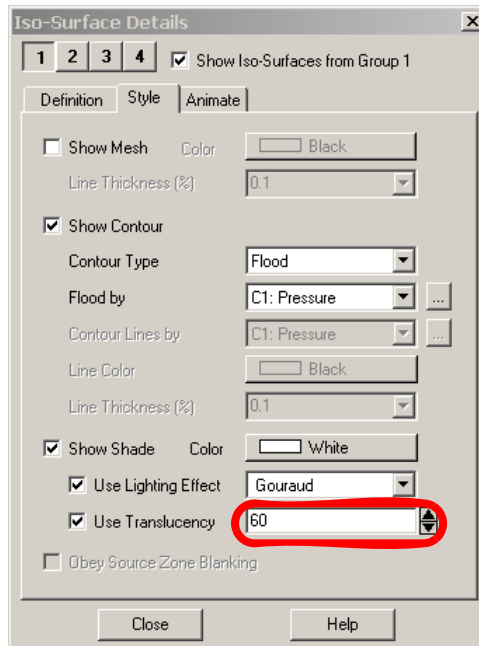 Iso-Surface Details
1 2 3 4 Show Iso-Surfaces from Group 1
Definition Style Animate
Show Mesh Color Black
Line Thickness (%) 0.1
Show Contour
Contour Type Flood
Flood by C1: Pressure ...
Contour Lines by C1: Pressure ...
Line Color Black
Line Thickness (%) 0.1
Show Shade Color White
Use Lighting Effect Gouraud
Use Translucency 60
Obey Source Zone Blanking
Close Help